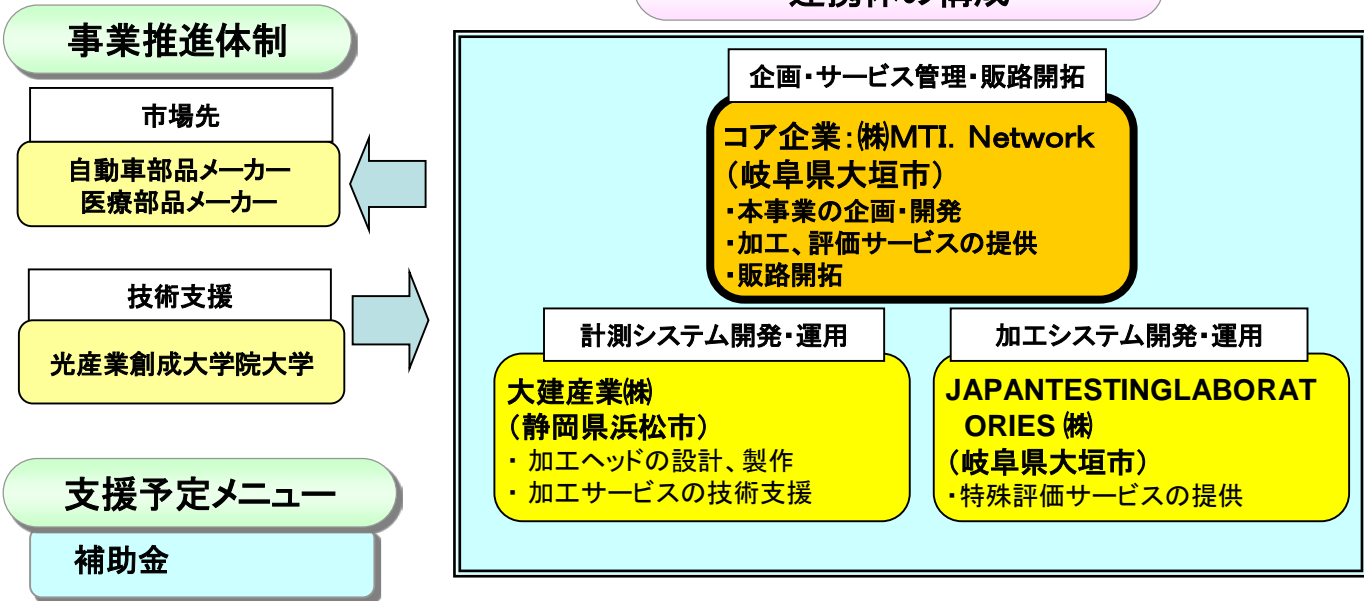 連携体の構成
事業推進体制
市場先
自動車部品メーカー
医療部品メーカー
技術支援
光産業創成大学院大学
支援予定メニュー
補助金
企画・サービス管理・販路開拓
コア企業:㈱MTI. Network
(岐阜県大垣市)
・本事業の企画・開発
・加工、評価サービスの提供
・販路開拓
計測システム開発・運用
大建産業㈱
(静岡県浜松市)
・ 加工ヘッドの設計、製作
・ 加工サービスの技術支援
加工システム開発・運用
JAPANTESTINGLABORAT
ORIES ㈱
(岐阜県大垣市)
・特殊評価サービスの提供